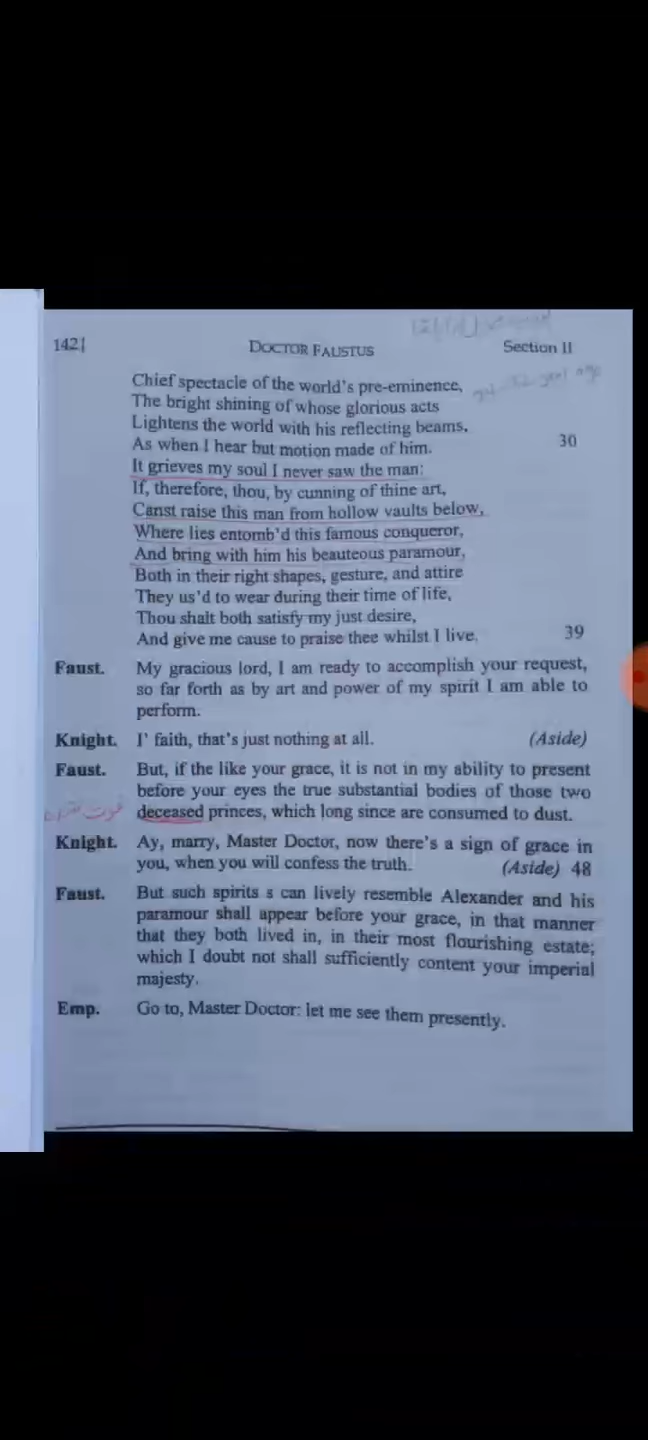 142|
DOCTOR FAUSTUS
Section II
Chief spectacle of the world's pre-eminence,
The bright shining of whose glorious acts
Lightens the world with his reflecting beams,
As when I hear but motion made of him. 30
It grieves my soul I never saw the man:
If, therefore, thou, by cunning of thine art,
Canst raise this man from hollow vaults below,
Where lies entomb'd this famous conqueror,
And bring with him his beauteous paramour,
Both in their right shapes, gesture, and attire
They us'd to wear during their time of life,
Thou shalt both satisfy my just desire,
And give me cause to praise thee whilst I live. 39
Faust. My gracious lord, I am ready to accomplish your request,
so far forth as by art and power of my spirit I am able to
perform.
Knight. I' faith, that's just nothing at all. (Aside)
Faust. But, if the like your grace, it is not in my ability to present
before your eyes the true substantial bodies of those two
deceased princes, which long since are consumed to dust.
Knight. Ay, marry, Master Doctor, now there's a sign of grace in
you, when you will confess the truth. (Aside) 48
Faust. But such spirits s can lively resemble Alexander and his
paramour shall appear before your grace, in that manner
that they both lived in, in their most flourishing estate;
which I doubt not shall sufficiently content your imperial
majesty.
Emp. Go to, Master Doctor: let me see them presently.